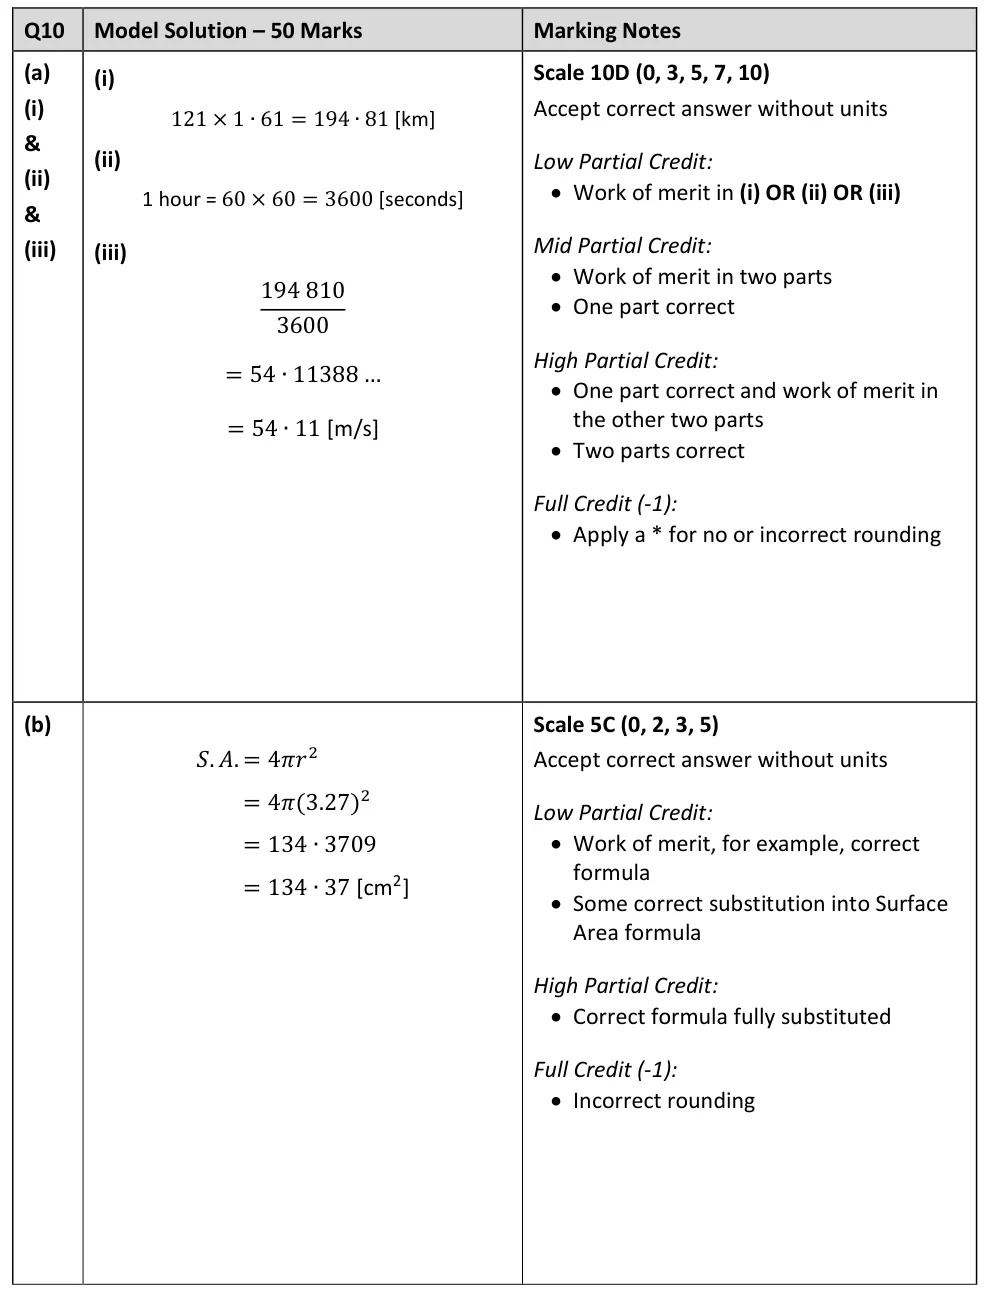 Q10 Model Solution – 50 Marks Marking Notes
(a)
(i)
&
(ii)
&
(iii)
(i)
121 × 1 · 61 = 194 · 81 [km]
(ii)
1 hour = 60 × 60 = 3600 [seconds]
(iii)
194 810
3600
= 54 · 11388 …
= 54 · 11 [m/s]
Scale 10D (0, 3, 5, 7, 10)
Accept correct answer without units
Low Partial Credit:
• Work of merit in (i) OR (ii) OR (iii)
Mid Partial Credit:
• Work of merit in two parts
• One part correct
High Partial Credit:
• One part correct and work of merit in
the other two parts
• Two parts correct
Full Credit (-1):
• Apply a * for no or incorrect rounding
(b)
S. A. = 4πr²
= 4π(3.27)²
= 134 · 3709
= 134 · 37 [cm²]
Scale 5C (0, 2, 3, 5)
Accept correct answer without units
Low Partial Credit:
• Work of merit, for example, correct
formula
• Some correct substitution into Surface
Area formula
High Partial Credit:
• Correct formula fully substituted
Full Credit (-1):
• Incorrect rounding